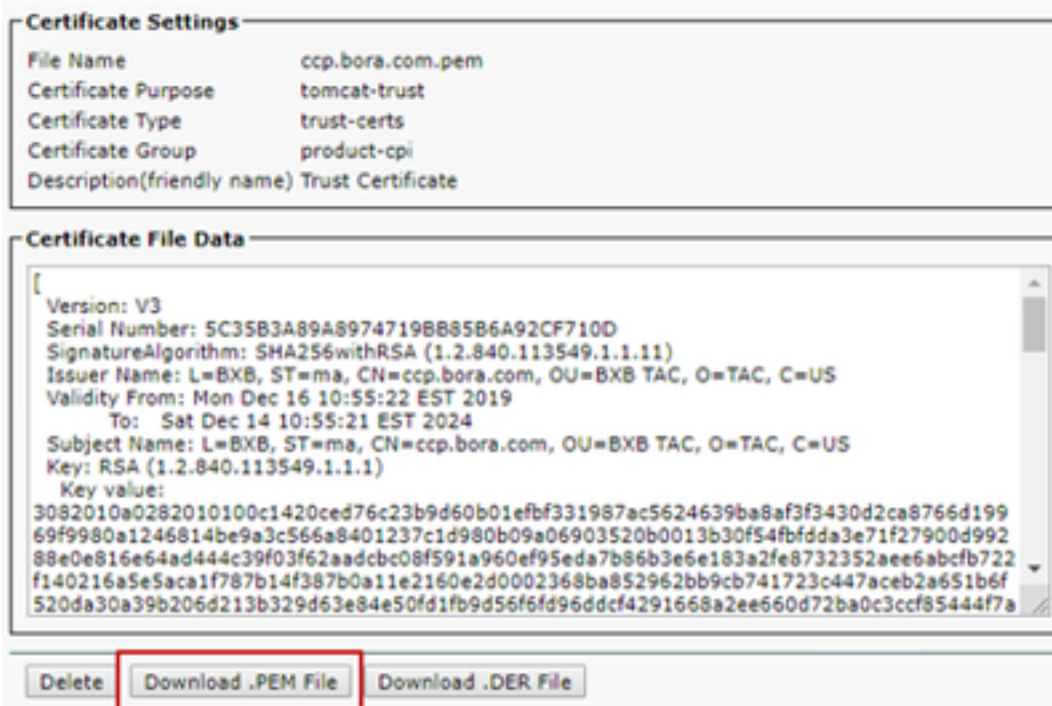 Certificate Settings
File Name ccp.bora.com.pem
Certificate Purpose tomcat-trust
Certificate Type trust-certs
Certificate Group product-cpi
Description(friendly name) Trust Certificate
Certificate File Data
[
Version: V3
Serial Number: 5C35B3A89A8974719BB85B6A92CF710D
SignatureAlgorithm: SHA256withRSA (1.2.840.113549.1.1.11)
Issuer Name: L=BXB, ST=ma, CN=ccp.bora.com, OU=BXB TAC, O=TAC, C=US
Validity From: Mon Dec 16 10:55:22 EST 2019
To: Sat Dec 14 10:55:21 EST 2024
Subject Name: L=BXB, ST=ma, CN=ccp.bora.com, OU=BXB TAC, O=TAC, C=US
Key: RSA (1.2.840.113549.1.1.1)
Key value:
3082010a0282010100c1420ced76c23b9d60b01efbf331987ac5624639ba8af3f3430d2ca8766d199
69f9980a1246814be9a3c566a8401237c1d980b09a06903520b0013b30f54fbfdda3e71f27900d992
88e0e816e64ad444c39f03f62aadcbc08f591a960ef95eda7b86b3e6e183a2fe8732352aee6abcfb722
f140216a5e5aca1f787b14f387b0a11e2160e2d0002368ba852962bb9cb741723c447aceb2a651b6f
520da30a39b206d213b329d63e84e50fd1fb9d56f6fd96ddcf4291668a2ee660d72ba0c3ccf85444f7a
Delete Download .PEM File Download .DER File